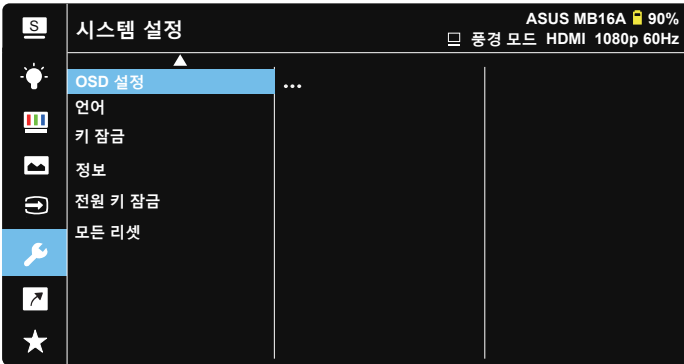 S
시스템 설정
ASUS MB16A 90%
풍경 모드 HDMI 1080p 60Hz
OSD 설정
...
언어
키 잠금
정보
전원 키 잠금
모든 리셋